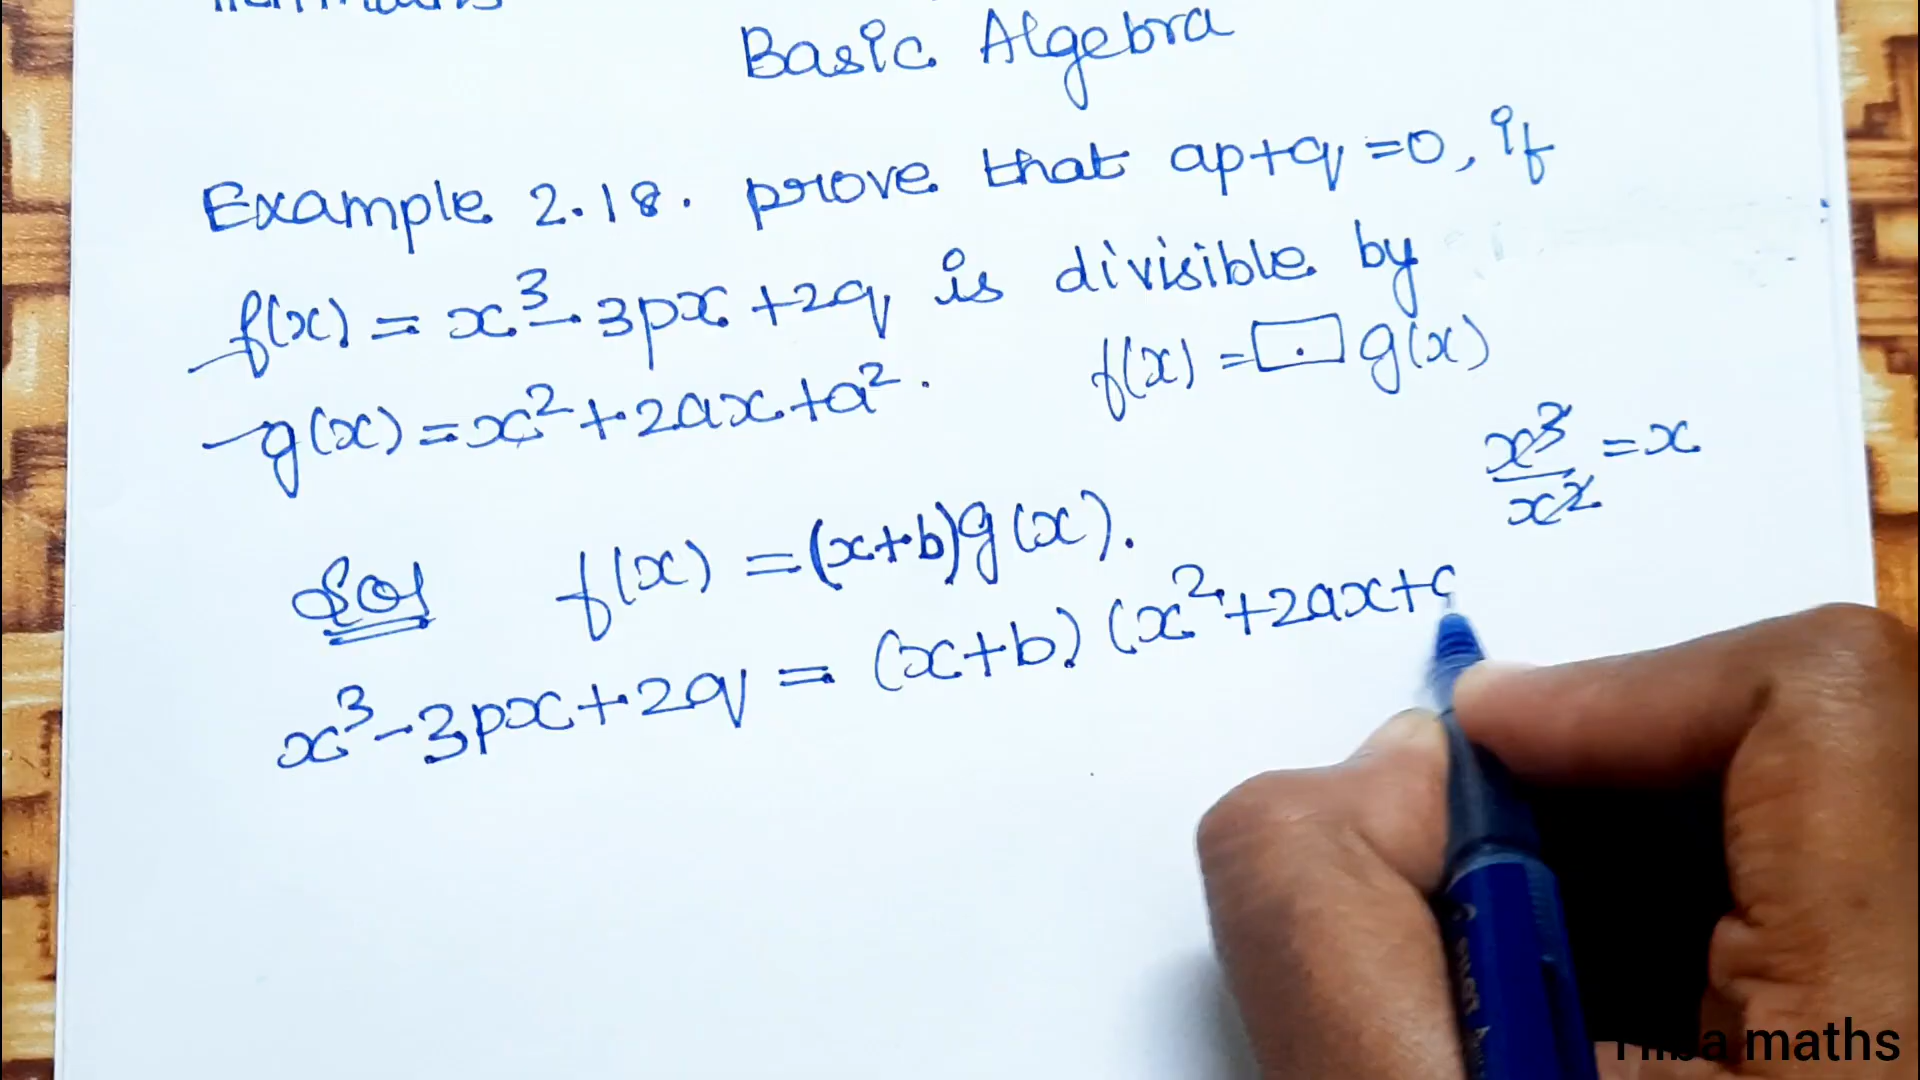 Basic Algebra
Example 2.18. prove that ap+q=0, if
f(x) = x³-3px+2q is divisible by
g(x)=x²+2ax+a².
f(x) = . g(x)
x³/x² = x
Sol f(x) = (x+b)g(x).
x³-3px+2q = (x+b)(x²+2ax+
maths